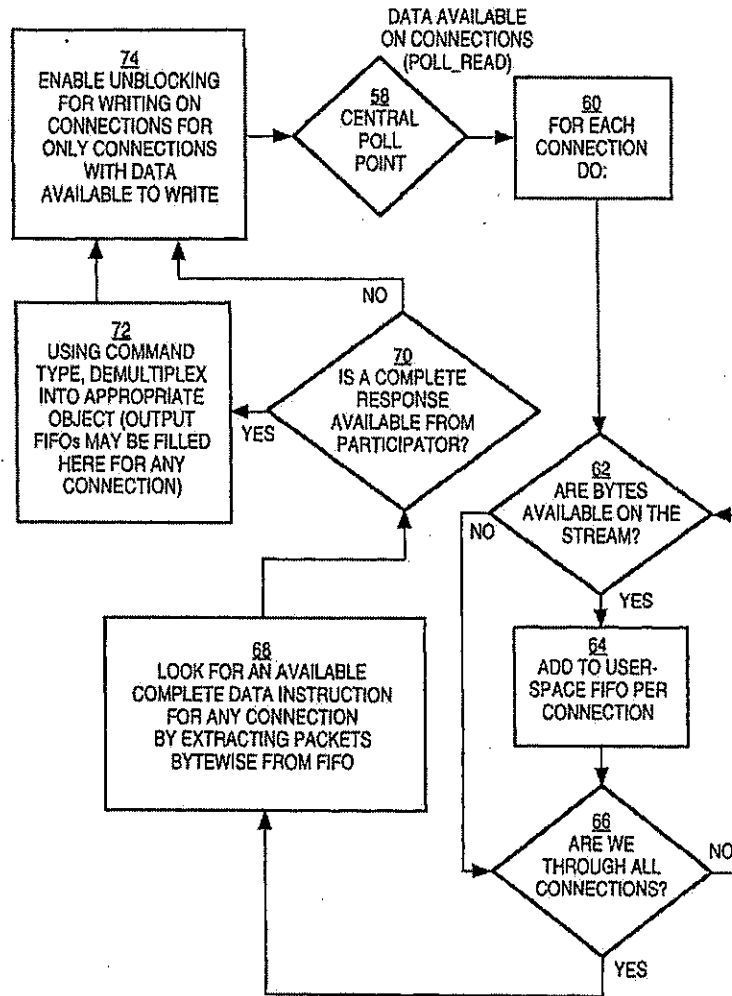 DATA AVAILABLE
ON CONNECTIONS
(POLL_READ)
74
ENABLE UNBLOCKING
FOR WRITING ON
CONNECTIONS FOR
ONLY CONNECTIONS
WITH DATA
AVAILABLE TO WRITE
58
CENTRAL
POLL
POINT
60
FOR EACH
CONNECTION
DO:
NO
72
USING COMMAND
TYPE, DEMULTIPLEX
INTO APPROPRIATE
OBJECT (OUTPUT
FIFOs MAY BE FILLED
HERE FOR ANY
CONNECTION)
YES
70
IS A COMPLETE
RESPONSE
AVAILABLE FROM
PARTICIPATOR?
62
ARE BYTES
AVAILABLE ON THE
STREAM?
NO
YES
64
ADD TO USER-
SPACE FIFO PER
CONNECTION
68
LOOK FOR AN AVAILABLE
COMPLETE DATA INSTRUCTION
FOR ANY CONNECTION
BY EXTRACTING PACKETS
BYTEWISE FROM FIFO
66
ARE WE
THROUGH ALL
CONNECTIONS?
NO
YES